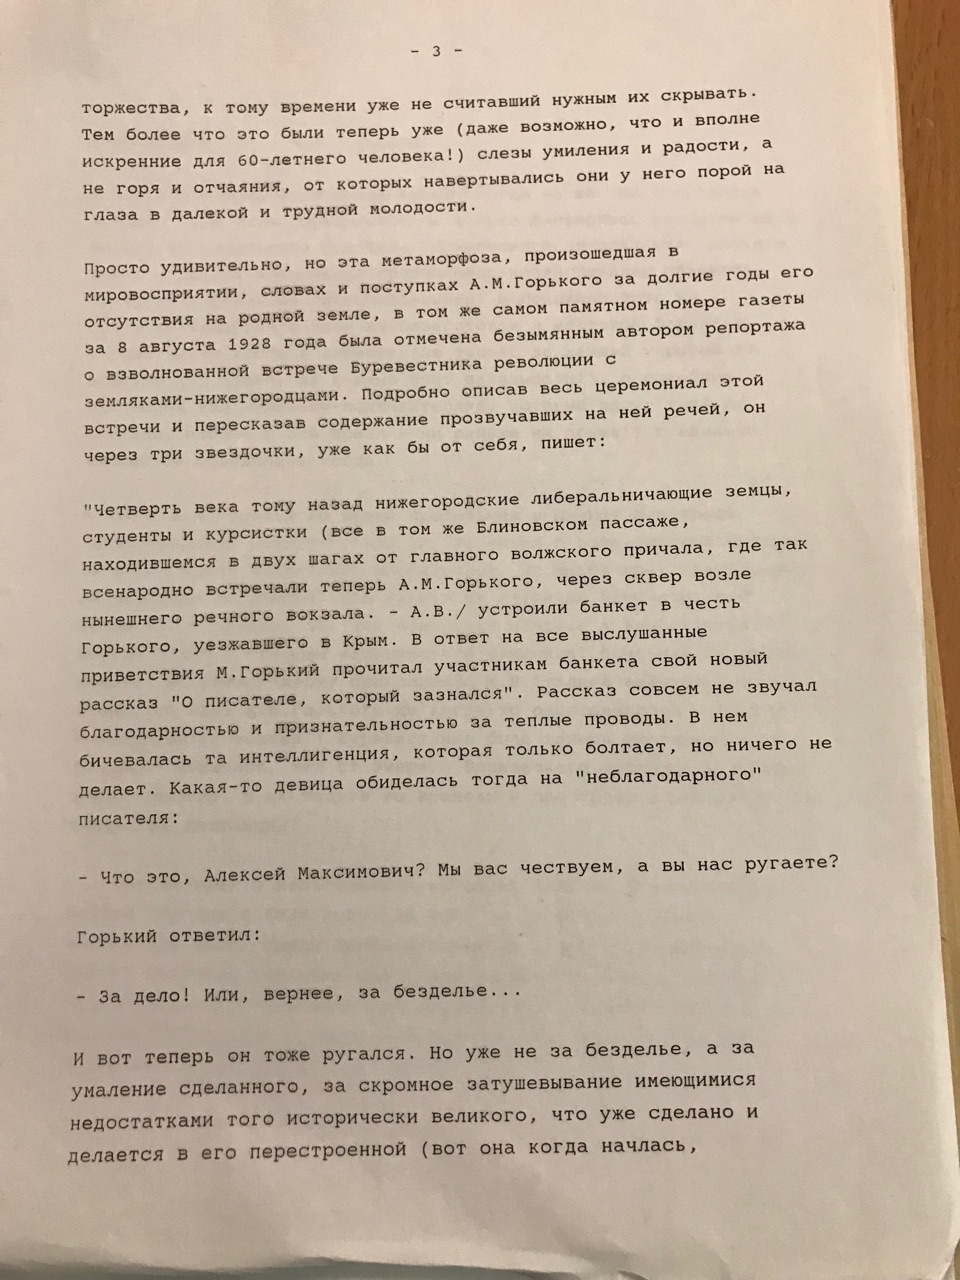 - 3 -
торжества, к тому времени уже не считавший нужным их скрывать.
Тем более что это были теперь уже (даже возможно, что и вполне
искренние для 60-летнего человека!) слезы умиления и радости, а
не горя и отчаяния, от которых навертывались они у него порой на
глаза в далекой и трудной молодости.
Просто удивительно, но эта метаморфоза, произошедшая в
мировосприятии, словах и поступках А.М.Горького за долгие годы его
отсутствия на родной земле, в том же самом памятном номере газеты
за 8 августа 1928 года была отмечена безымянным автором репортажа
о взволнованной встрече Буревестника революции с
земляками-нижегородцами. Подробно описав весь церемониал этой
встречи и пересказав содержание прозвучавших на ней речей, он
через три звездочки, уже как бы от себя, пишет:
"Четверть века тому назад нижегородские либеральничающие земцы,
студенты и курсистки (все в том же Блиновском пассаже,
находившемся в двух шагах от главного волжского причала, где так
всенародно встречали теперь А.М.Горького, через сквер возле
нынешнего речного вокзала. - А.В./ устроили банкет в честь
Горького, уезжавшего в Крым. В ответ на все выслушанные
приветствия М.Горький прочитал участникам банкета свой новый
рассказ "О писателе, который зазнался". Рассказ совсем не звучал
благодарностью и признательностью за теплые проводы. В нем
бичевалась та интеллигенция, которая только болтает, но ничего не
делает. Какая-то девица обиделась тогда на "неблагодарного"
писателя:
- Что это, Алексей Максимович? Мы вас чествуем, а вы нас ругаете?
Горький ответил:
- За дело! Или, вернее, за безделье...
И вот теперь он тоже ругался. Но уже не за безделье, а за
умаление сделанного, за скромное затушевывание имеющимися
недостатками того исторически великого, что уже сделано и
делается в его перестроенной (вот она когда началась,